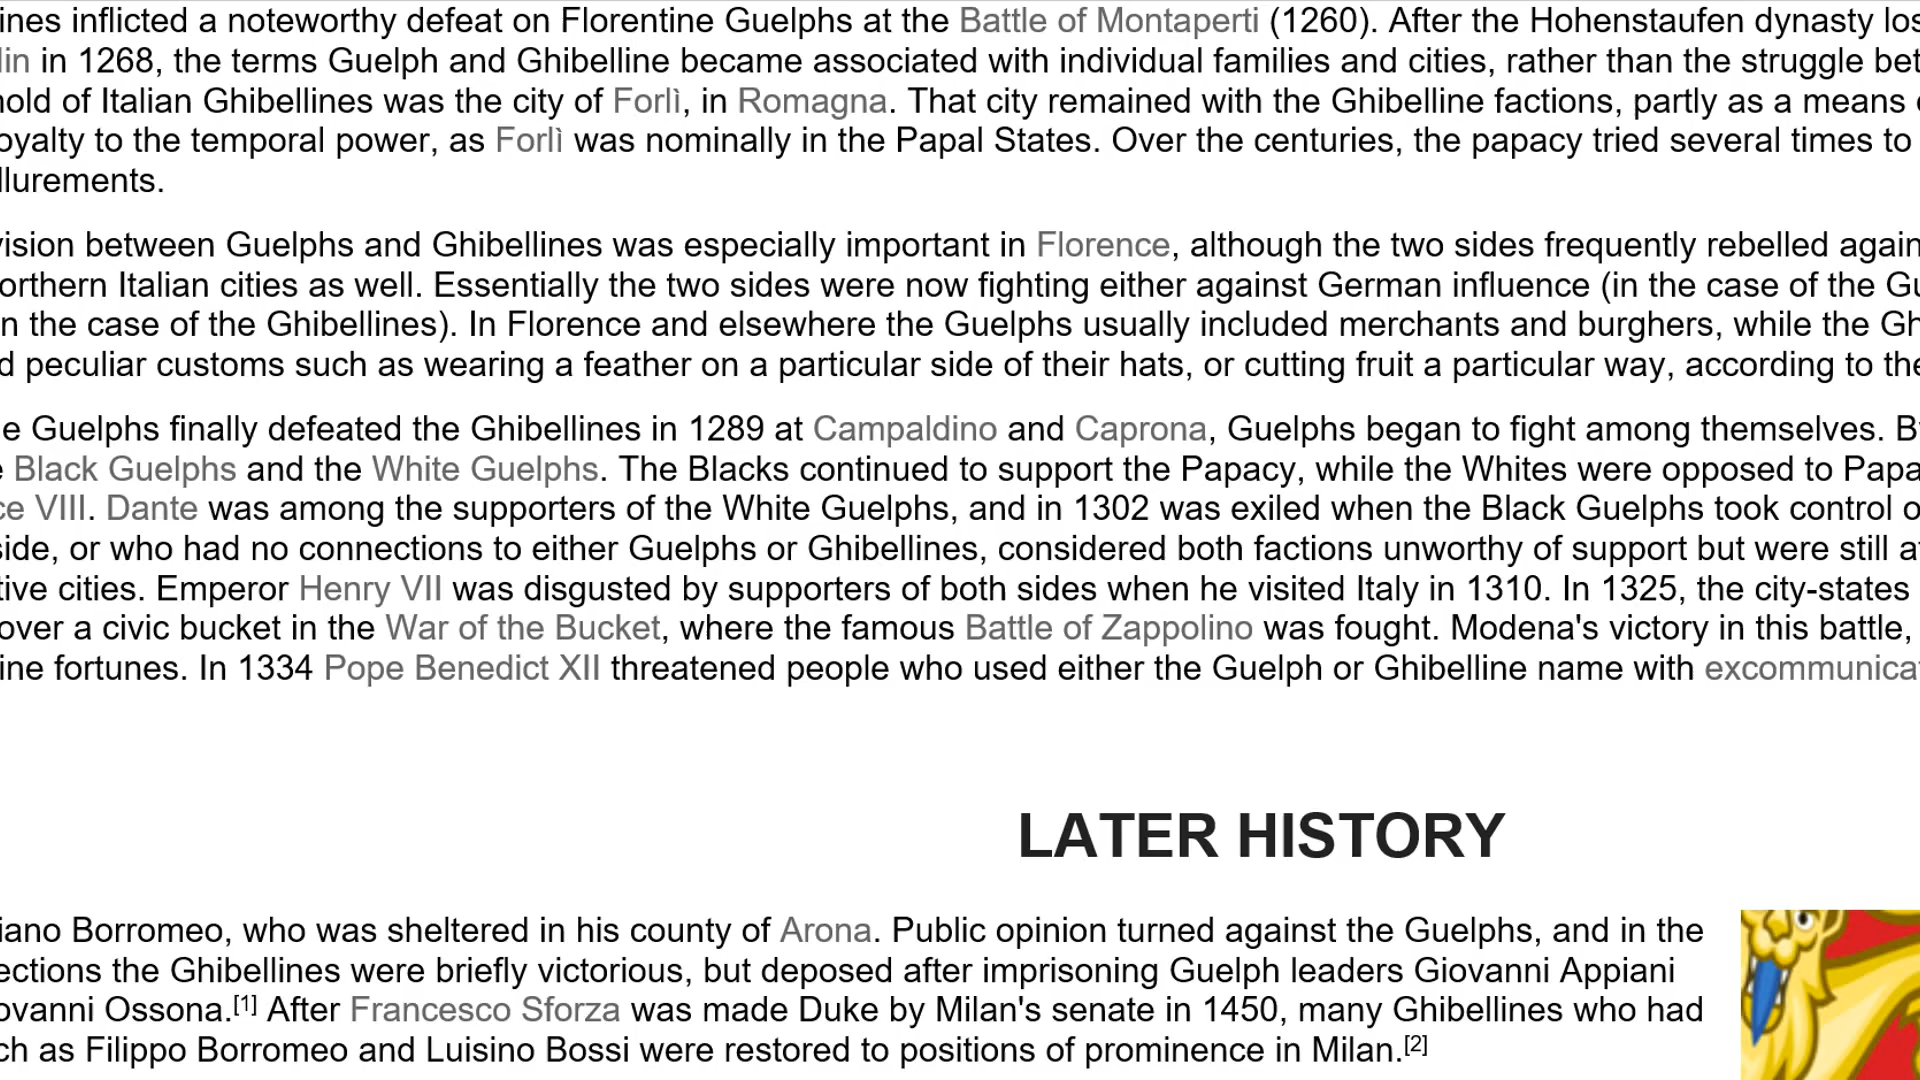 ines inflicted a noteworthy defeat on Florentine Guelphs at the Battle of Montaperti (1260). After the Hohenstaufen dynasty los
lin in 1268, the terms Guelph and Ghibelline became associated with individual families and cities, rather than the struggle bet
hold of Italian Ghibellines was the city of Forlì, in Romagna. That city remained with the Ghibelline factions, partly as a means
oyalty to the temporal power, as Forlì was nominally in the Papal States. Over the centuries, the papacy tried several times to
llurements.
vision between Guelphs and Ghibellines was especially important in Florence, although the two sides frequently rebelled again
orthern Italian cities as well. Essentially the two sides were now fighting either against German influence (in the case of the Gu
n the case of the Ghibellines). In Florence and elsewhere the Guelphs usually included merchants and burghers, while the Gh
d peculiar customs such as wearing a feather on a particular side of their hats, or cutting fruit a particular way, according to the
e Guelphs finally defeated the Ghibellines in 1289 at Campaldino and Caprona, Guelphs began to fight among themselves. By
e Black Guelphs and the White Guelphs. The Blacks continued to support the Papacy, while the Whites were opposed to Papa
ce VIII. Dante was among the supporters of the White Guelphs, and in 1302 was exiled when the Black Guelphs took control o
side, or who had no connections to either Guelphs or Ghibellines, considered both factions unworthy of support but were still a
tive cities. Emperor Henry VII was disgusted by supporters of both sides when he visited Italy in 1310. In 1325, the city-states
over a civic bucket in the War of the Bucket, where the famous Battle of Zappolino was fought. Modena's victory in this battle,
ine fortunes. In 1334 Pope Benedict XII threatened people who used either the Guelph or Ghibelline name with excommunicat
LATER HISTORY
iano Borromeo, who was sheltered in his county of Arona. Public opinion turned against the Guelphs, and in the
ections the Ghibellines were briefly victorious, but deposed after imprisoning Guelph leaders Giovanni Appiani
ovanni Ossona.[1] After Francesco Sforza was made Duke by Milan's senate in 1450, many Ghibellines who had
ch as Filippo Borromeo and Luisino Bossi were restored to positions of prominence in Milan.[2]